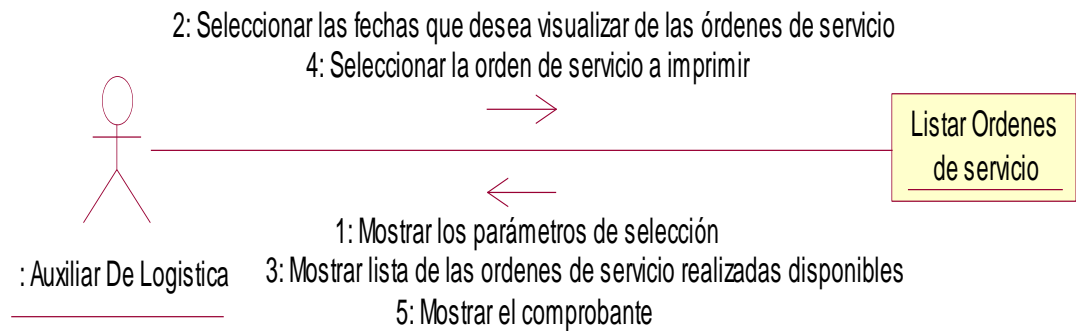 2: Seleccionar las fechas que desea visualizar de las órdenes de servicio
4: Seleccionar la orden de servicio a imprimir
Listar Ordenes
de servicio
1: Mostrar los parámetros de selección
: Auxiliar De Logistica
3: Mostrar lista de las ordenes de servicio realizadas disponibles
5: Mostrar el comprobante